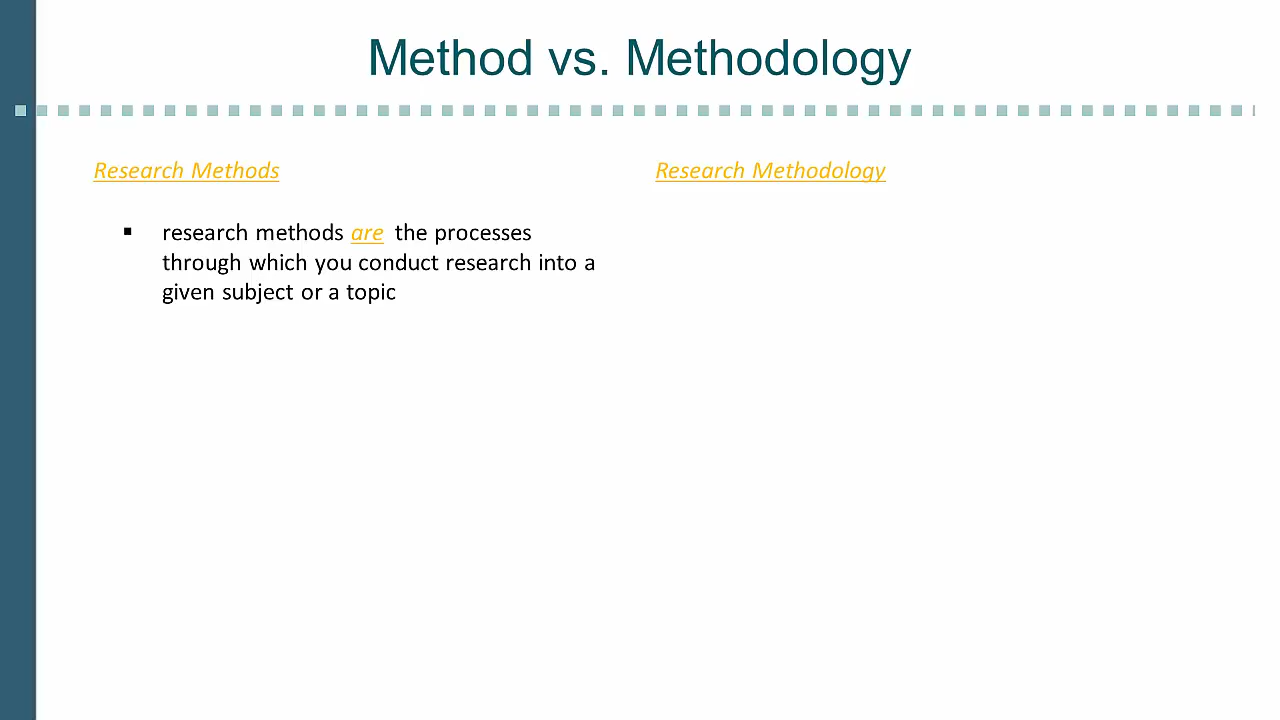 Method vs. Methodology
Research Methods
Research Methodology
▪ research methods are the processes
through which you conduct research into a
given subject or a topic